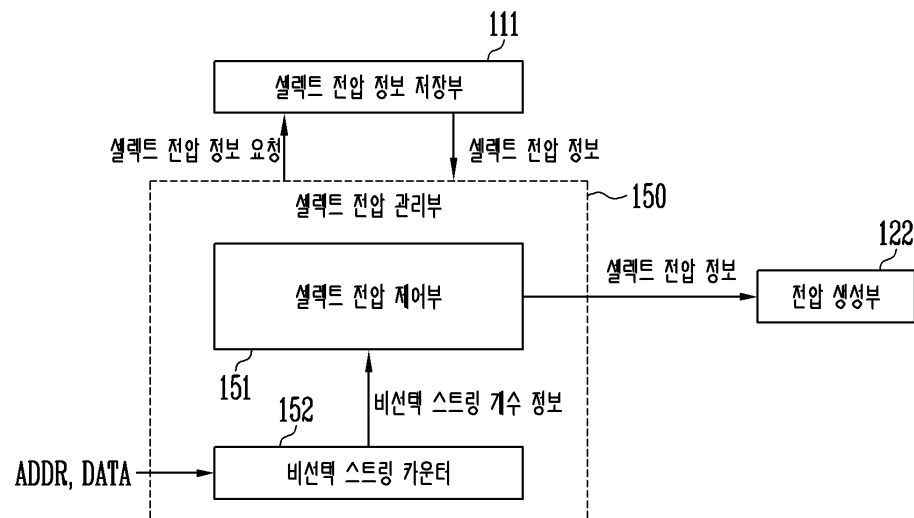 111
셀렉트 전압 정보 저장부
셀렉트 전압 정보 요청
셀렉트 전압 정보
셀렉트 전압 관리부
150
셀렉트 전압 제어부
151
셀렉트 전압 정보
122
전압 생성부
비선택 스트링 개수 정보
152
비선택 스트링 카운터
ADDR, DATA